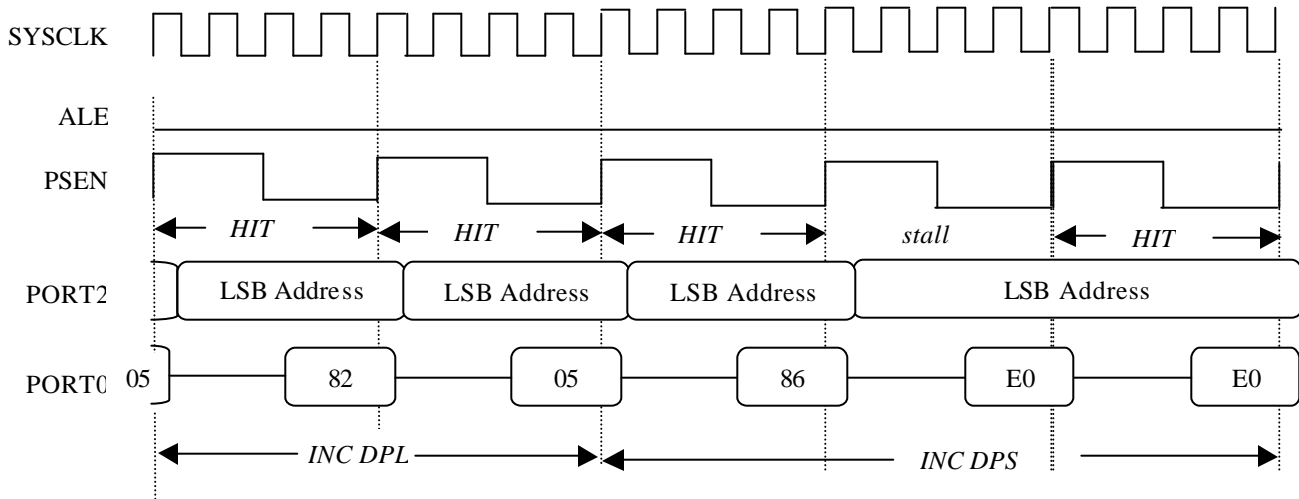 SYSCLK
ALE
PSEN
HIT HIT HIT stall HIT
PORT2 LSB Address LSB Address LSB Address LSB Address
PORT0 05 82 05 86 E0 E0
INC DPL INC DPS